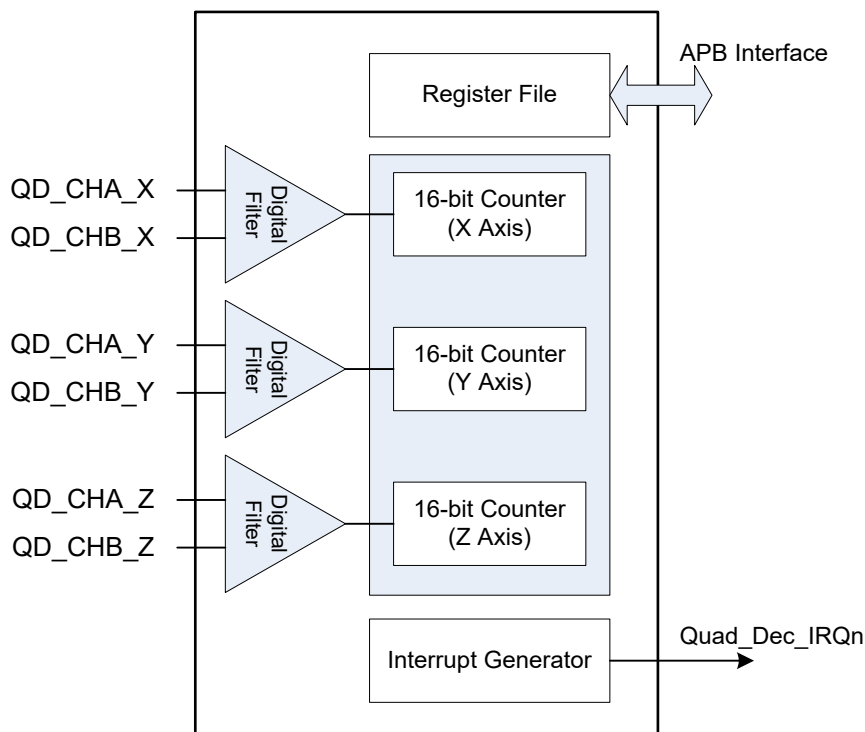 APB Interface
Register File
QD_CHA_X
QD_CHB_X
Digital
Filter
16-bit Counter
(X Axis)
QD_CHA_Y
QD_CHB_Y
Digital
Filter
16-bit Counter
(Y Axis)
QD_CHA_Z
QD_CHB_Z
Digital
Filter
16-bit Counter
(Z Axis)
Interrupt Generator
Quad_Dec_IRQn